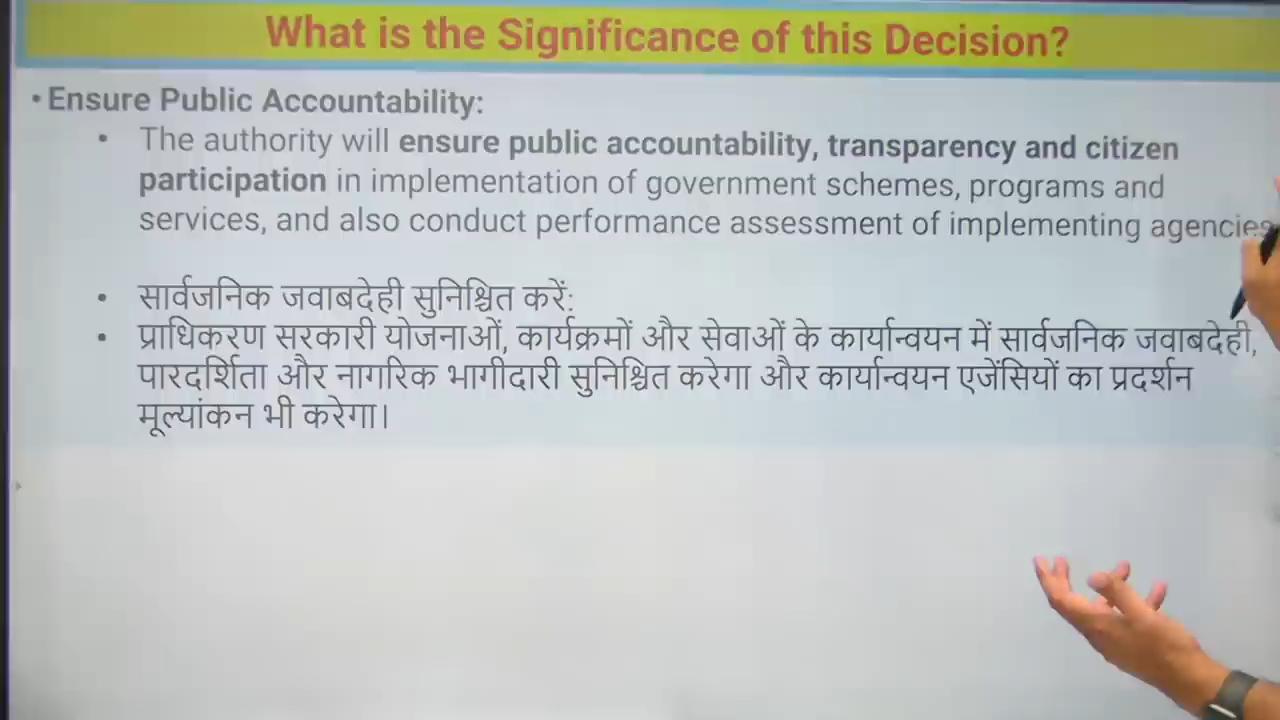 What is the Significance of this Decision?
• Ensure Public Accountability:
• The authority will ensure public accountability, transparency and citizen
participation in implementation of government schemes, programs and
services, and also conduct performance assessment of implementing agencies
• सार्वजनिक जवाबदेही सुनिश्चित करें:
• प्राधिकरण सरकारी योजनाओं, कार्यक्रमों और सेवाओं के कार्यान्वयन में सार्वजनिक जवाबदेही,
पारदर्शिता और नागरिक भागीदारी सुनिश्चित करेगा और कार्यान्वयन एजेंसियों का प्रदर्शन
मूल्यांकन भी करेगा।